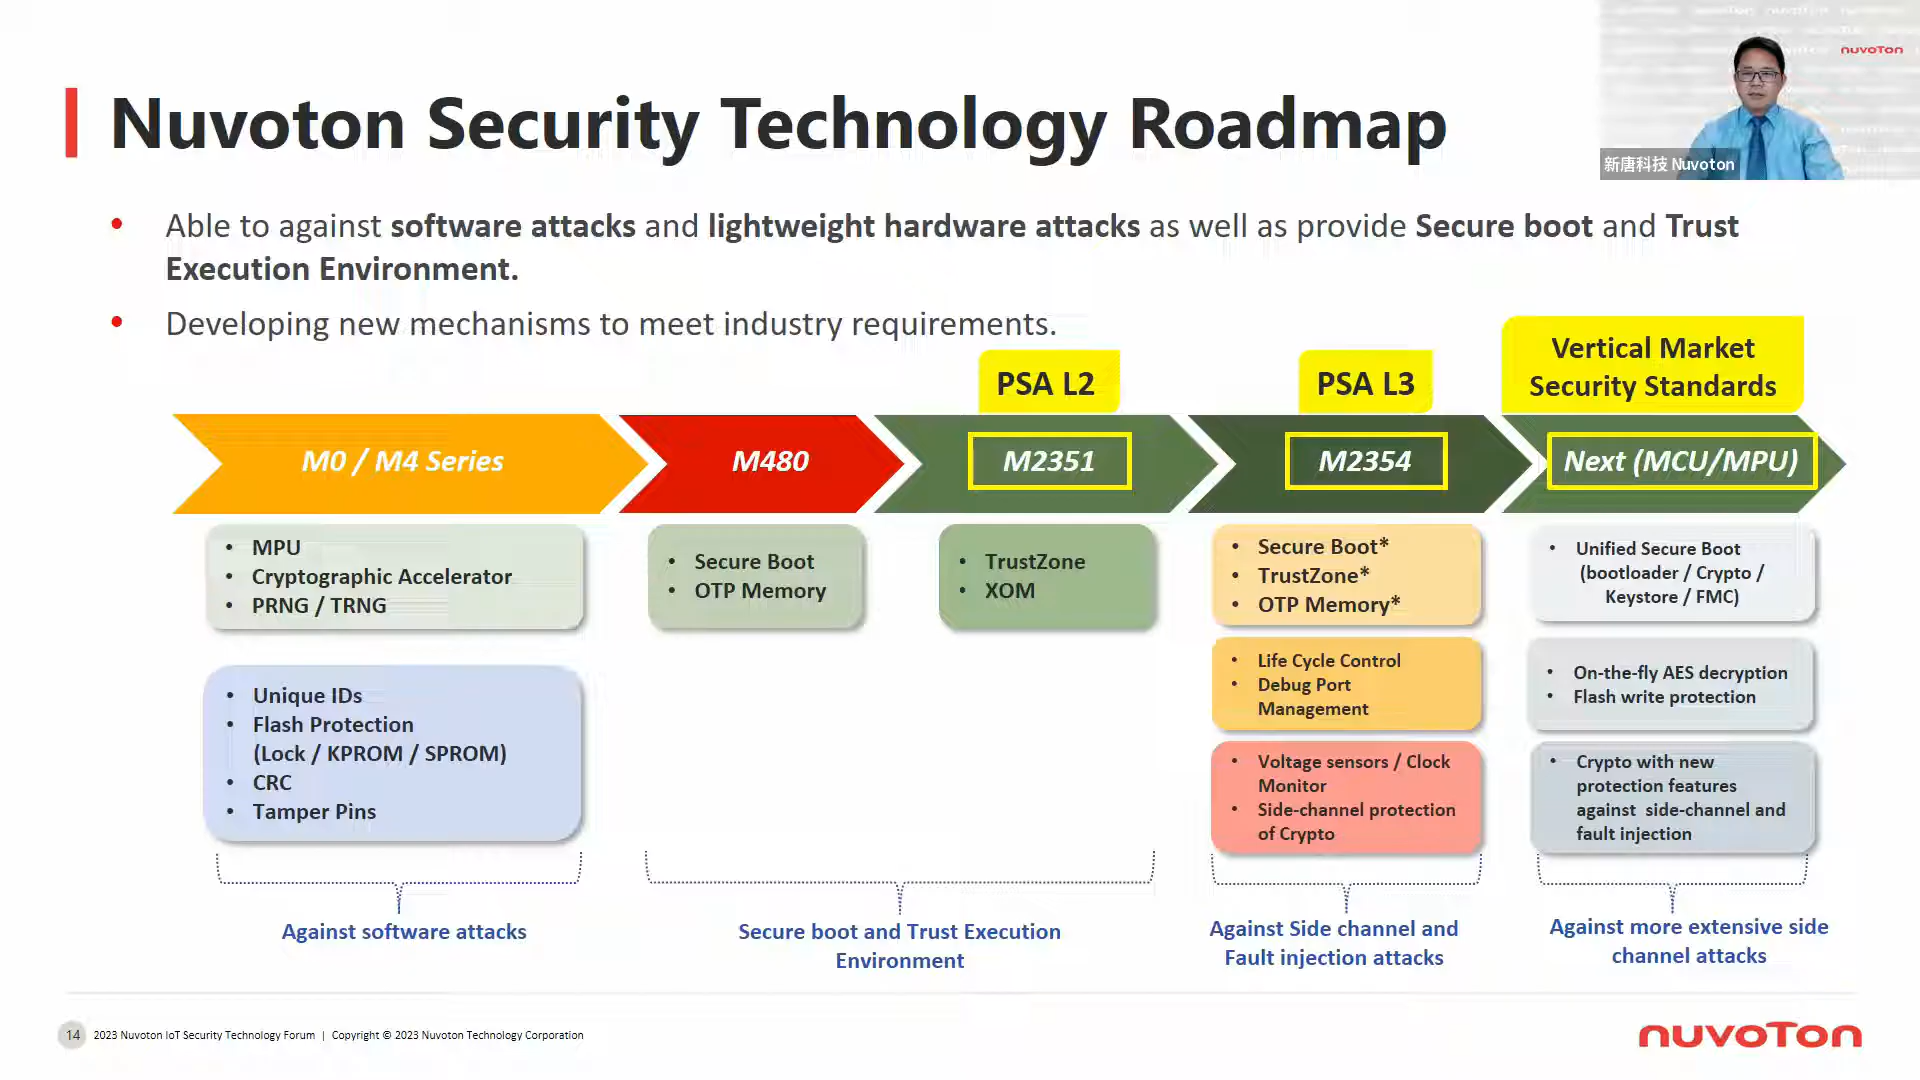 Nuvoton Security Technology Roadmap
nuvoTon
新唐科技 Nuvoton
• Able to against software attacks and lightweight hardware attacks as well as provide Secure boot and Trust
Execution Environment.
• Developing new mechanisms to meet industry requirements.
PSA L2
PSA L3
Vertical Market
Security Standards
M0 / M4 Series
M480
M2351
M2354
Next (MCU/MPU)
• MPU
• Cryptographic Accelerator
• PRNG / TRNG
• Unique IDs
• Flash Protection
(Lock / KPROM / SPROM)
• CRC
• Tamper Pins
• Secure Boot
• OTP Memory
• TrustZone
• XOM
• Secure Boot*
• TrustZone*
• OTP Memory*
• Life Cycle Control
• Debug Port
Management
• Voltage sensors / Clock
Monitor
• Side-channel protection
of Crypto
• Unified Secure Boot
(bootloader / Crypto /
Keystore / FMC)
• On-the-fly AES decryption
• Flash write protection
• Crypto with new
protection features
against side-channel and
fault injection
Against software attacks
Secure boot and Trust Execution
Environment
Against Side channel and
Fault injection attacks
Against more extensive side
channel attacks
14 2023 Nuvoton IoT Security Technology Forum | Copyright © 2023 Nuvoton Technology Corporation
nuvoTon